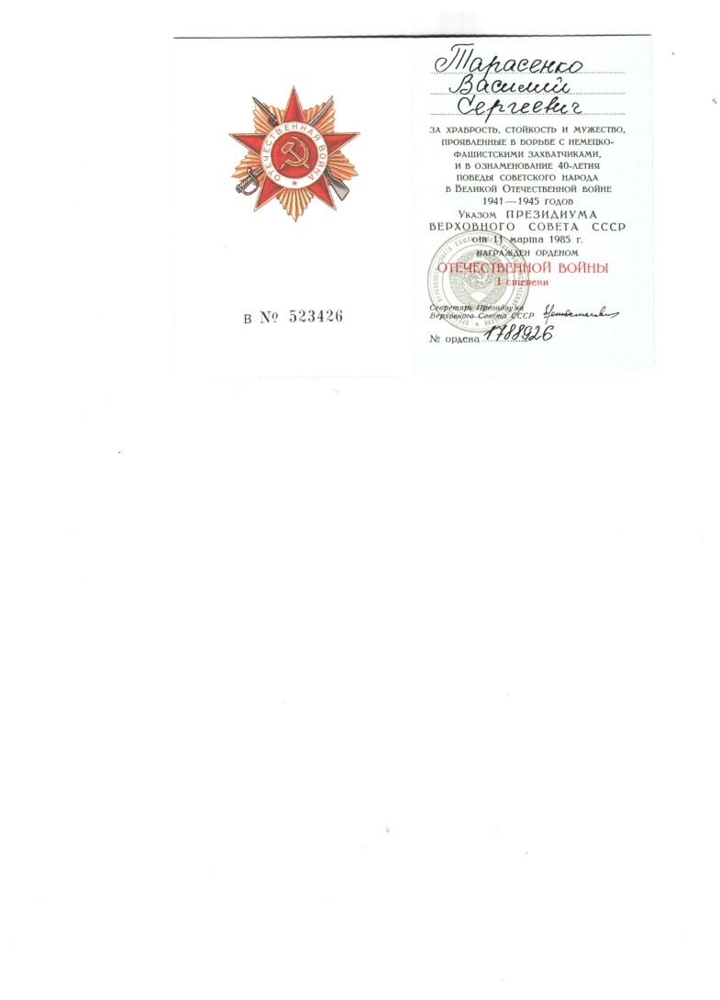 ОТЕЧЕСТВЕННАЯ ВОЙНА
В № 523426
Тарасенко
Василий
Сергеевич
ЗА ХРАБРОСТЬ, СТОЙКОСТЬ И МУЖЕСТВО,
ПРОЯВЛЕННЫЕ В БОРЬБЕ С НЕМЕЦКО-
ФАШИСТСКИМИ ЗАХВАТЧИКАМИ,
И В ОЗНАМЕНОВАНИЕ 40-ЛЕТИЯ
ПОБЕДЫ СОВЕТСКОГО НАРОДА
В ВЕЛИКОЙ ОТЕЧЕСТВЕННОЙ ВОЙНЕ
1941—1945 ГОДОВ
УКАЗОМ ПРЕЗИДИУМА
ВЕРХОВНОГО СОВЕТА СССР
от 11 марта 1985 г.
НАГРАЖДЕН ОРДЕНОМ
ОТЕЧЕСТВЕННОЙ ВОЙНЫ
I степени
Секретарь Президиума
Верховного Совета СССР
№ ордена 1788926